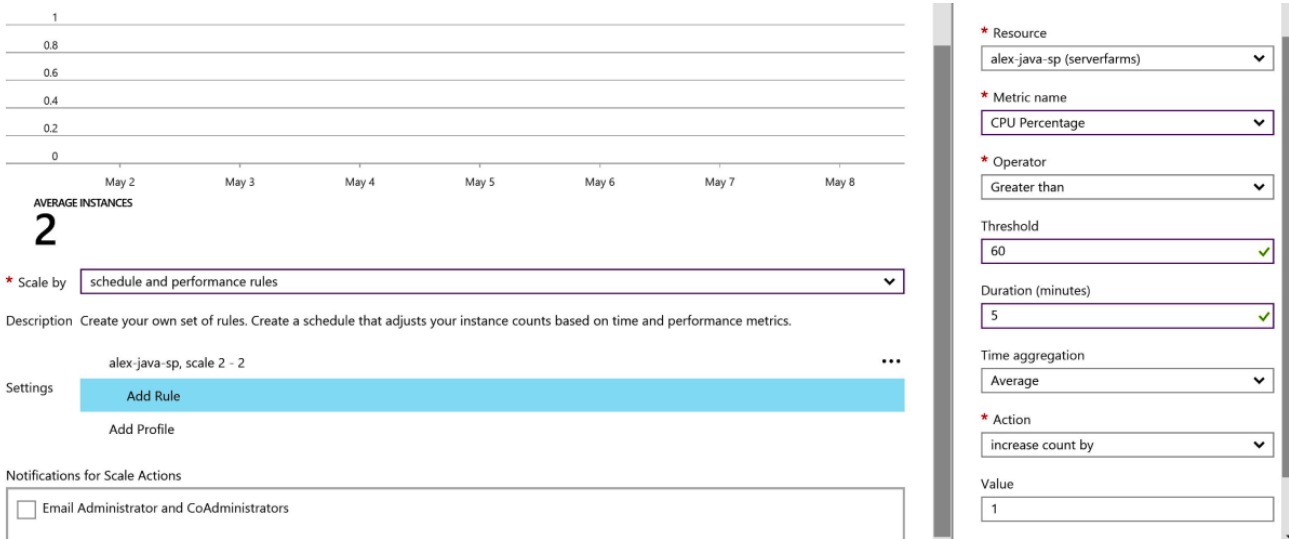 1
0.8
0.6
0.4
0.2
0
May 2 May 3 May 4 May 5 May 6 May 7 May 8
AVERAGE INSTANCES
2
* Scale by schedule and performance rules
Description Create your own set of rules. Create a schedule that adjusts your instance counts based on time and performance metrics.
alex-java-sp, scale 2 - 2 •••
Settings
Add Rule
Add Profile
Notifications for Scale Actions
Email Administrator and CoAdministrators
* Resource
alex-java-sp (serverfarms)
* Metric name
CPU Percentage
* Operator
Greater than
Threshold
60
Duration (minutes)
5
Time aggregation
Average
* Action
increase count by
Value
1